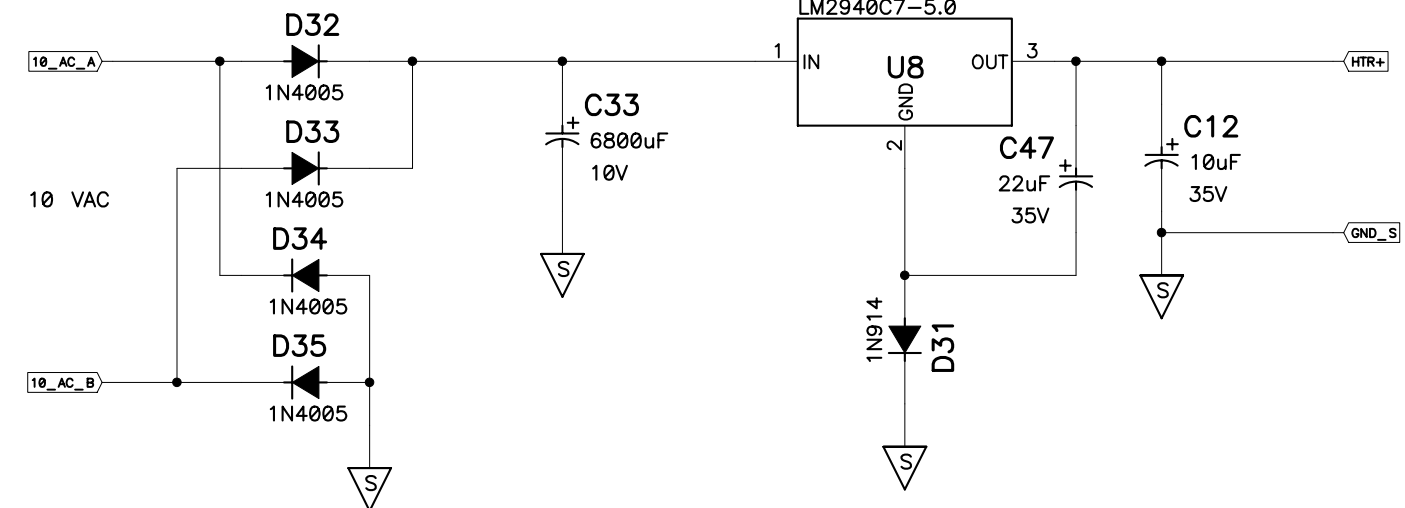 LM2940C7-5.0
D32
10_AC_A
1N4005
1
IN
U8
OUT
3
HTR+
GND
2
C33
+
6800uF
10V
D33
1N4005
C47
+
22uF
35V
C12
+
10uF
35V
10 VAC
D34
1N4005
S
GND_S
S
D35
10_AC_B
1N4005
1N914
D31
S
S